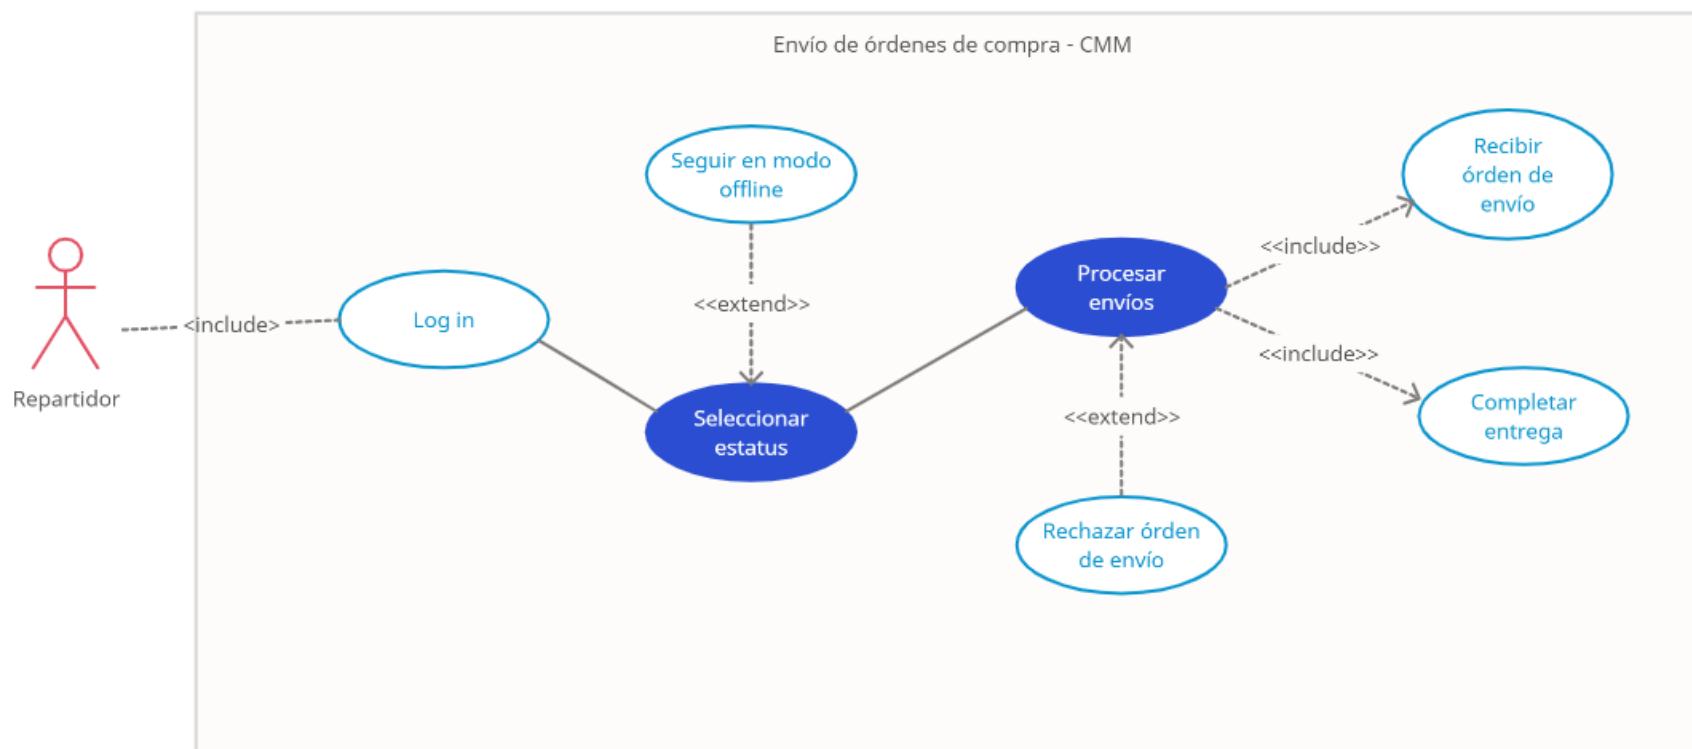 Envío de órdenes de compra - CMM
Seguir en modo
offline
Recibir
órden de
envío
<<include>>
Procesar
envíos
<<extend>>
<include>
Log in
<<include>>
Repartidor
Seleccionar
estatus
<<extend>>
Completar
entrega
Rechazar órden
de envío